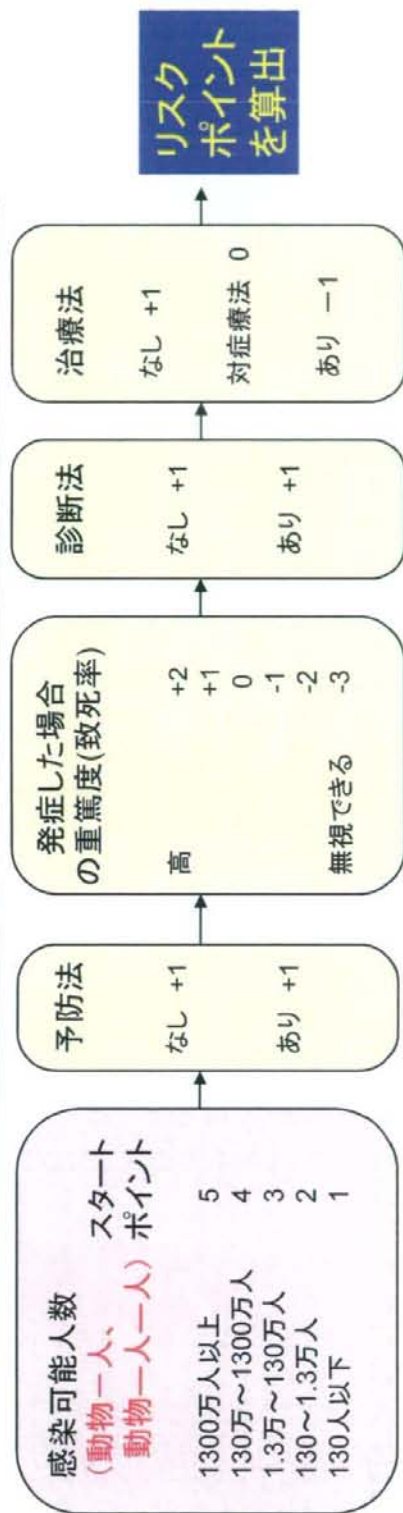 感染可能人数
(動物ー人、 スタート
動物ー人ー人) ポイント
1300万人以上 5
130万～1300万人 4
1.3万～130万人 3
130～1.3万人 2
130人以下 1
予防法
なし +1
あり +1
発症した場合
の重篤度(致死率)
高 +2
+1
0
-1
-2
無視できる -3
診断法
なし +1
あり +1
治療法
なし +1
対症療法 0
あり －1
リスク
ポイント
を算出